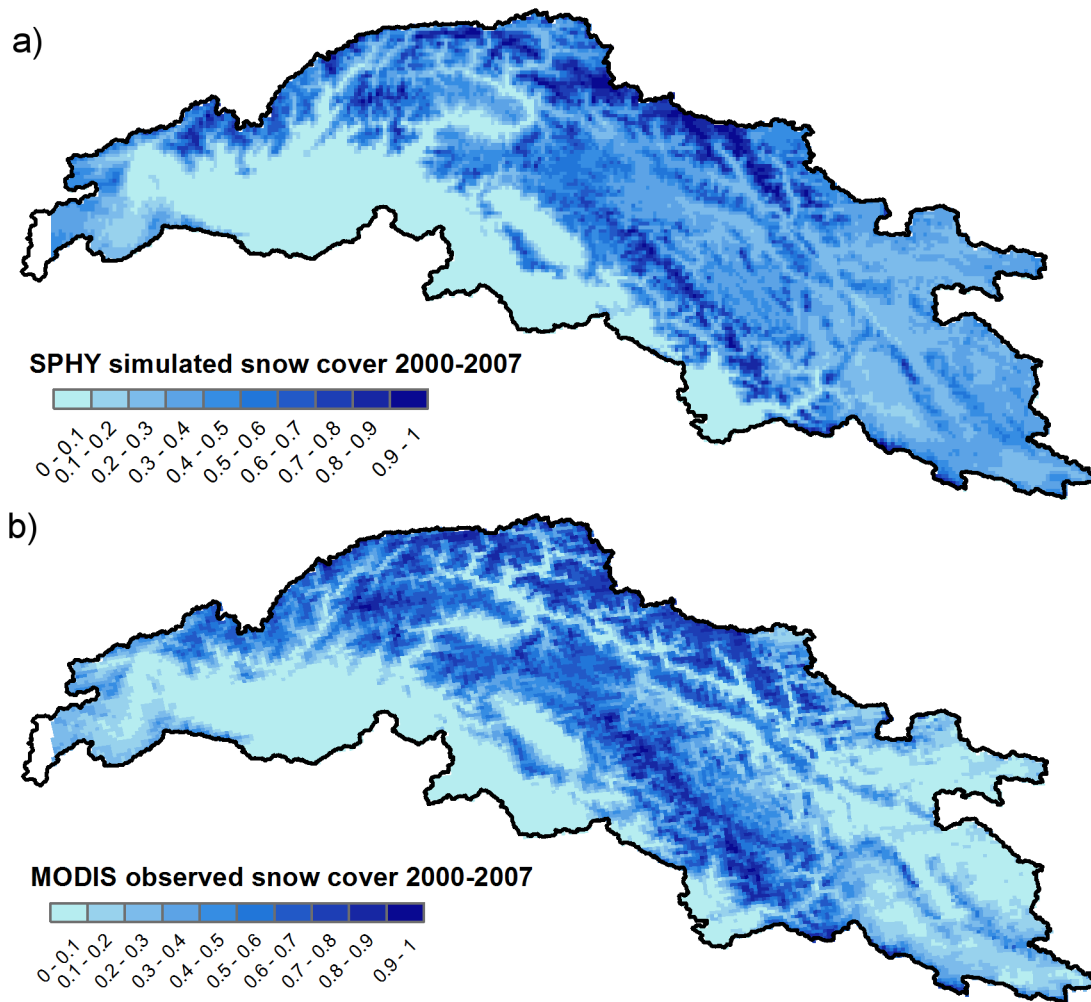 a)
SPHY simulated snow cover 2000-2007
0 - 0.1
0.1 - 0.2
0.2 - 0.3
0.3 - 0.4
0.4 - 0.5
0.5 - 0.6
0.6 - 0.7
0.7 - 0.8
0.8 - 0.9
0.9 - 1
b)
MODIS observed snow cover 2000-2007
0 - 0.1
0.1 - 0.2
0.2 - 0.3
0.3 - 0.4
0.4 - 0.5
0.5 - 0.6
0.6 - 0.7
0.7 - 0.8
0.8 - 0.9
0.9 - 1